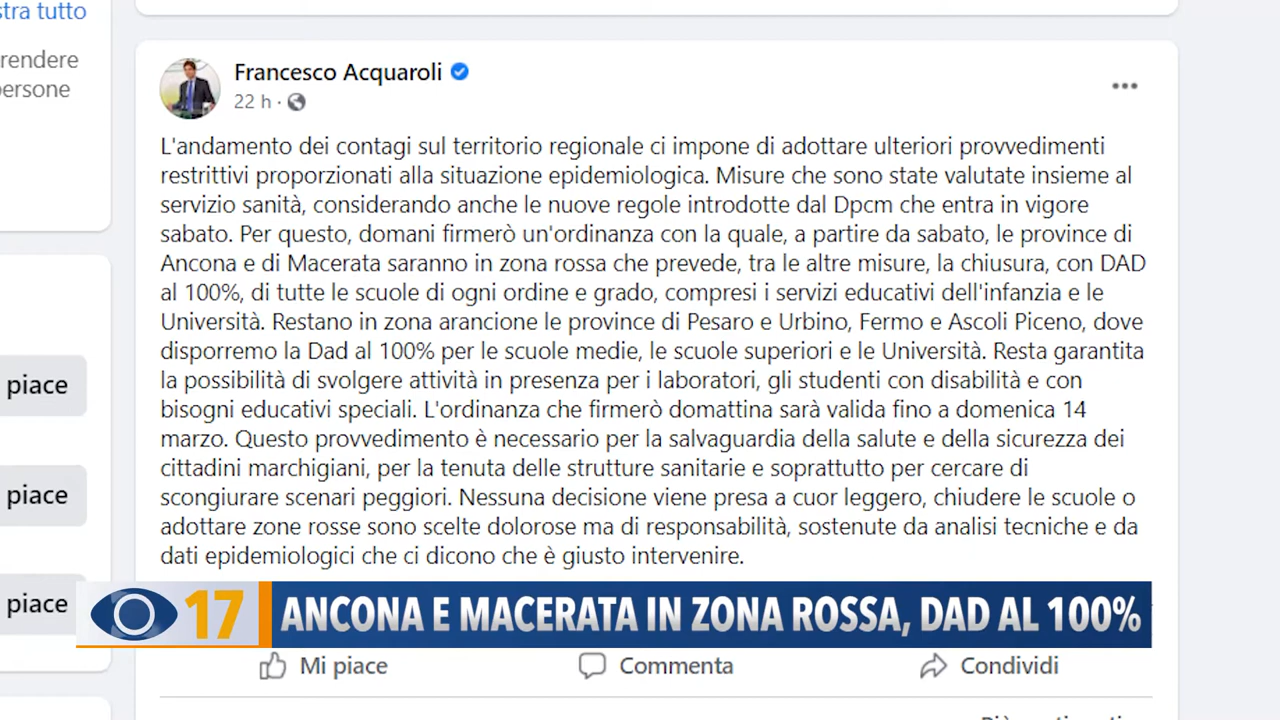 stra tutto
rendere
persone
Francesco Acquaroli
22 h ·
L'andamento dei contagi sul territorio regionale ci impone di adottare ulteriori provvedimenti
restrittivi proporzionati alla situazione epidemiologica. Misure che sono state valutate insieme al
servizio sanità, considerando anche le nuove regole introdotte dal Dpcm che entra in vigore
sabato. Per questo, domani firmerò un'ordinanza con la quale, a partire da sabato, le province di
Ancona e di Macerata saranno in zona rossa che prevede, tra le altre misure, la chiusura, con DAD
al 100%, di tutte le scuole di ogni ordine e grado, compresi i servizi educativi dell'infanzia e le
Università. Restano in zona arancione le province di Pesaro e Urbino, Fermo e Ascoli Piceno, dove
disporremo la Dad al 100% per le scuole medie, le scuole superiori e le Università. Resta garantita
la possibilità di svolgere attività in presenza per i laboratori, gli studenti con disabilità e con
bisogni educativi speciali. L'ordinanza che firmerò domattina sarà valida fino a domenica 14
marzo. Questo provvedimento è necessario per la salvaguardia della salute e della sicurezza dei
cittadini marchigiani, per la tenuta delle strutture sanitarie e soprattutto per cercare di
scongiurare scenari peggiori. Nessuna decisione viene presa a cuor leggero, chiudere le scuole o
adottare zone rosse sono scelte dolorose ma di responsabilità, sostenute da analisi tecniche e da
dati epidemiologici che ci dicono che è giusto intervenire.
piace
piace
piace
17 ANCONA E MACERATA IN ZONA ROSSA, DAD AL 100%
Mi piace Commenta Condividi